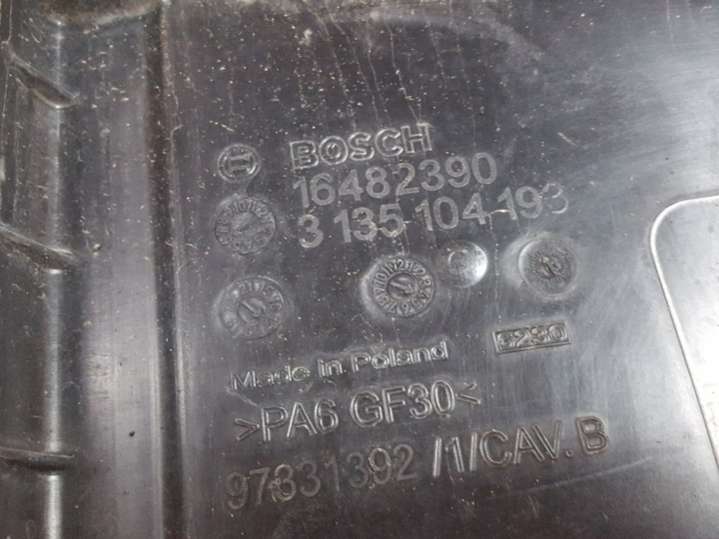 BOSCH
16482390
3 135 104 193
Made in Poland
>PA6 GF30<
97331392 /1/CAV. B